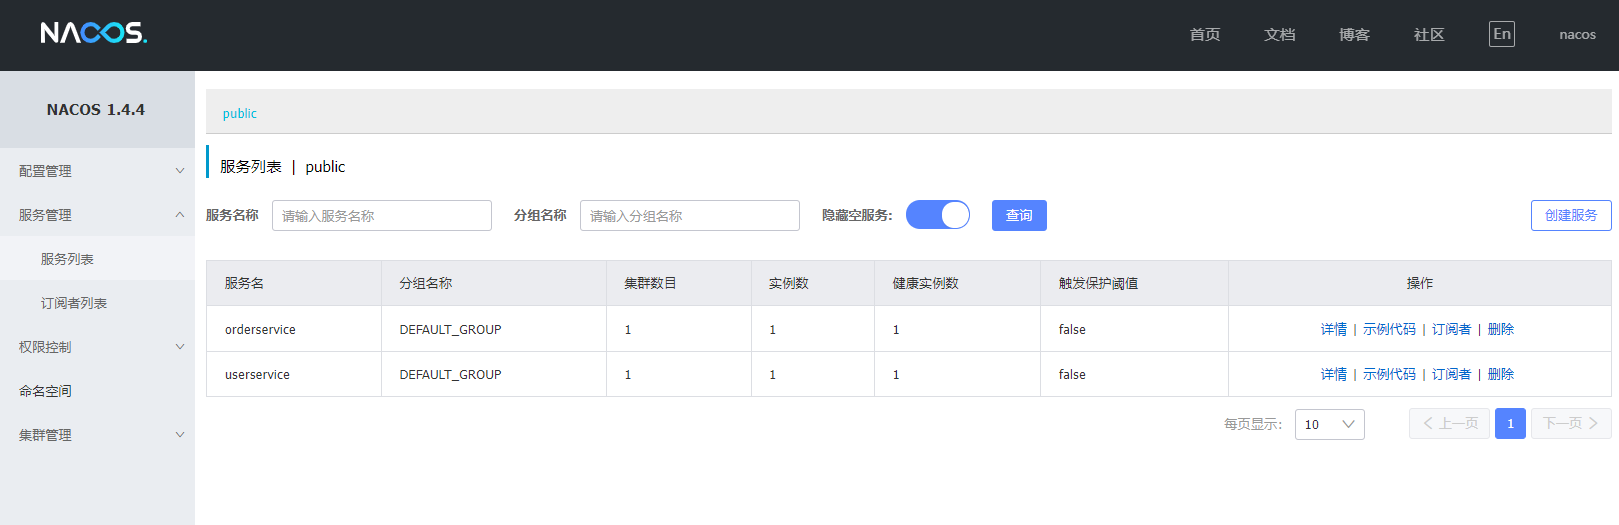 NACOS.
首页 文档 博客 社区 En nacos
NACOS 1.4.4
配置管理
服务管理
服务列表
订阅者列表
权限控制
命名空间
集群管理
public
服务列表 | public
服务名称 请输入服务名称 分组名称 请输入分组名称 隐藏空服务: 查询 创建服务
服务名 分组名称 集群数目 实例数 健康实例数 触发保护阈值 操作
orderservice DEFAULT_GROUP 1 1 1 false 详情 | 示例代码 | 订阅者 | 删除
userservice DEFAULT_GROUP 1 1 1 false 详情 | 示例代码 | 订阅者 | 删除
每页显示: 10 上一页 1 下一页